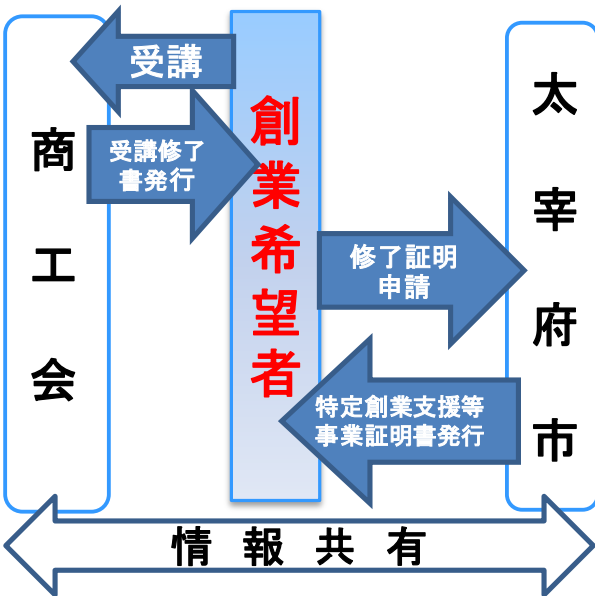 商工会
受講
受講修了
書発行
創業希望者
修了証明
申請
特定創業支援等
事業証明書発行
太宰府市
情報共有